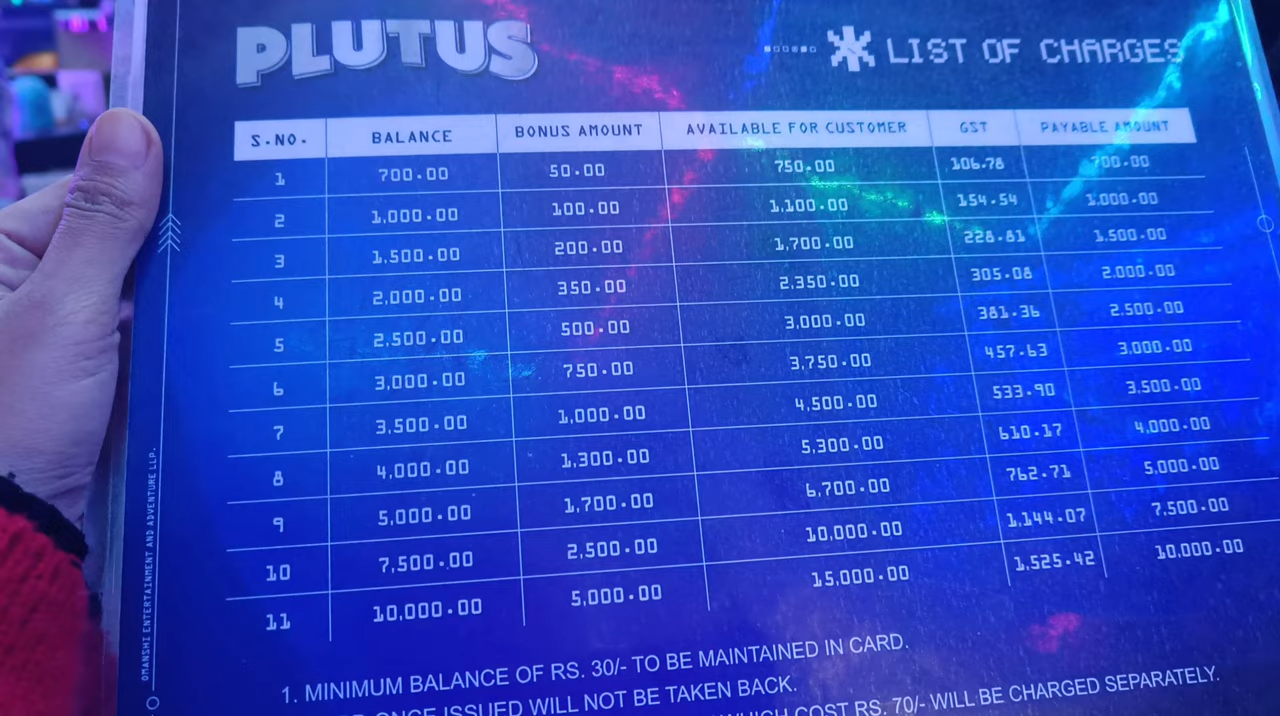 PLUTUS
LIST OF CHARGES
S.NO. BALANCE BONUS AMOUNT AVAILABLE FOR CUSTOMER GST PAYABLE AMOUNT
1 700.00 50.00 750.00 106.78 700.00
2 1,000.00 100.00 1,100.00 154.54 1,000.00
3 1,500.00 200.00 1,700.00 228.81 1,500.00
4 2,000.00 350.00 2,350.00 305.08 2,000.00
5 2,500.00 500.00 3,000.00 381.36 2,500.00
6 3,000.00 750.00 3,750.00 457.63 3,000.00
7 3,500.00 1,000.00 4,500.00 533.90 3,500.00
8 4,000.00 1,300.00 5,300.00 610.17 4,000.00
9 5,000.00 1,700.00 6,700.00 762.71 5,000.00
10 7,500.00 2,500.00 10,000.00 1,144.07 7,500.00
11 10,000.00 5,000.00 15,000.00 1,525.42 10,000.00
1. MINIMUM BALANCE OF RS. 30/- TO BE MAINTAINED IN CARD.
ONCE ISSUED WILL NOT BE TAKEN BACK.
WHICH COST RS. 70/- WILL BE CHARGED SEPARATELY.
OMANSHI ENTERTAINMENT AND ADVENTURE LLP.